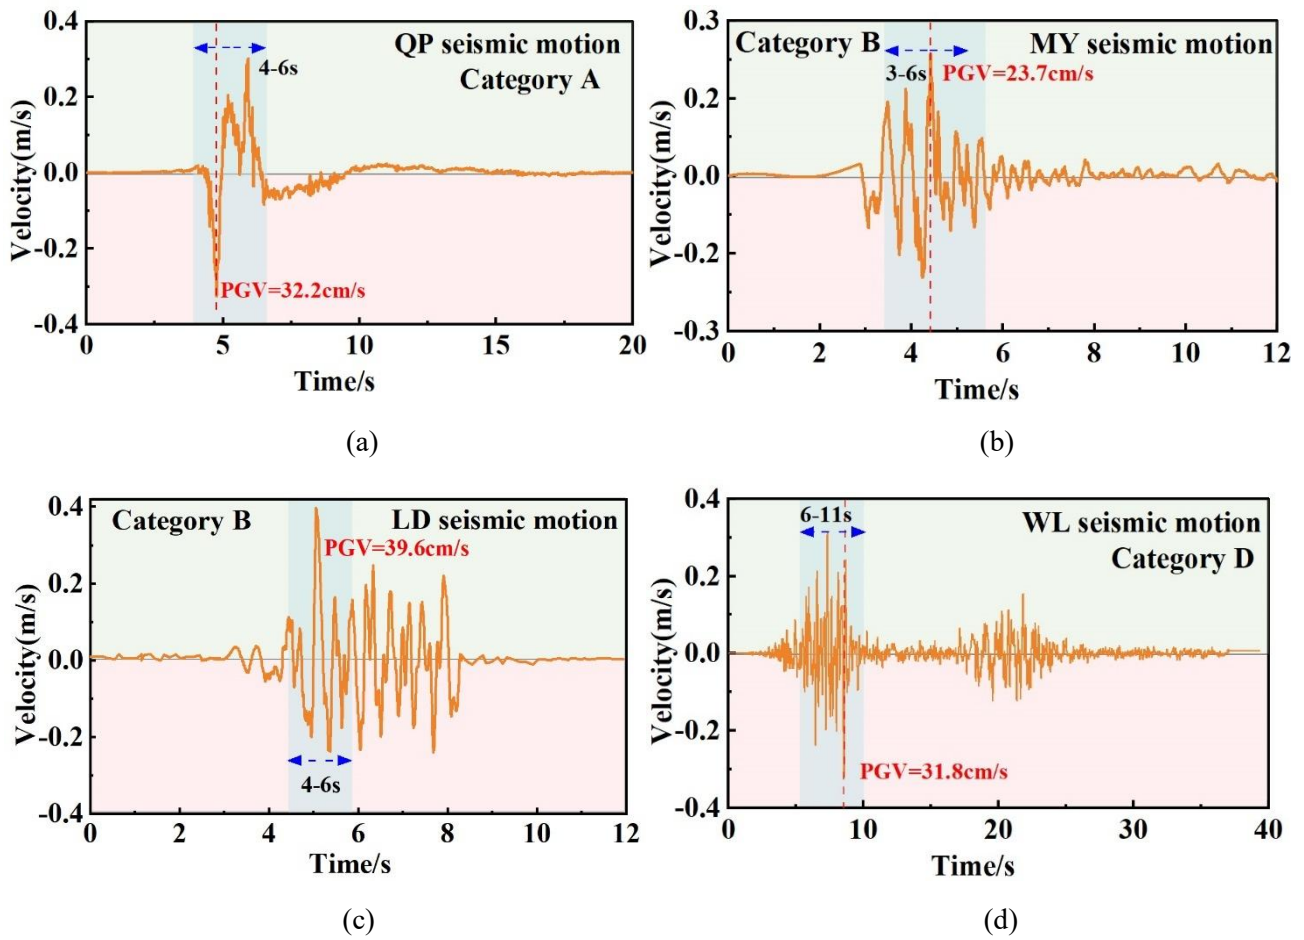 0.4
0.2
0.0
-0.2
-0.4
Velocity(m/s)
QP seismic motion
Category A
4-6s
PGV=32.2cm/s
0 5 10 15 20
Time/s
(a)
0.3
0.2
0.0
-0.2
-0.3
Velocity(m/s)
Category B MY seismic motion
3-6s PGV=23.7cm/s
0 2 4 6 8 10 12
Time/s
(b)
0.4
0.2
0.0
-0.2
-0.4
Velocity(m/s)
Category B LD seismic motion
PGV=39.6cm/s
4-6s
0 2 4 6 8 10 12
Time/s
(c)
0.4
0.2
0.0
-0.2
-0.4
Velocity(m/s)
6-11s
WL seismic motion
Category D
PGV=31.8cm/s
0 10 20 30 40
Time/s
(d)